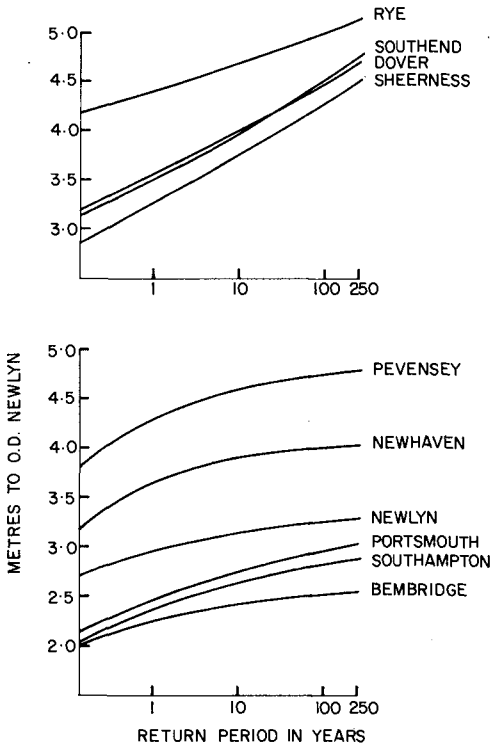 5·0
4·5
4·0
3·5
3·0
RYE
SOUTHEND
DOVER
SHEERNESS
1 10 100 250
METRES TO O.D. NEWLYN
5·0
4·5
4·0
3·5
3·0
2·5
2·0
PEVENSEY
NEWHAVEN
NEWLYN
PORTSMOUTH
SOUTHAMPTON
BEMBRIDGE
1 10 100 250
RETURN PERIOD IN YEARS